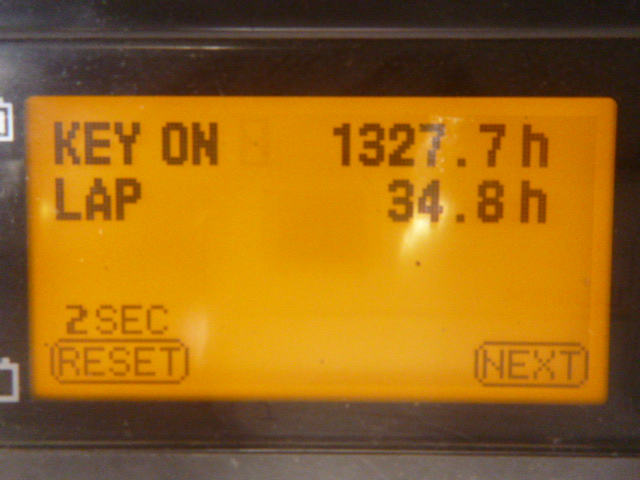 KEY ON 1327.7 h
LAP 34.8 h
2 SEC
RESET NEXT